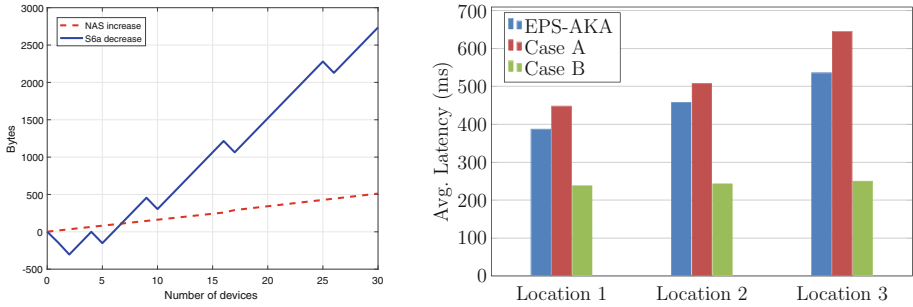 3000
2500
2000
1500
1000
500
0
-500
Bytes
NAS increase
S6a decrease
0
5
10
15
20
25
30
Number of devices
700
600
500
400
300
200
100
0
Avg. Latency (ms)
EPS-AKA
Case A
Case B
Location 1
Location 2
Location 3